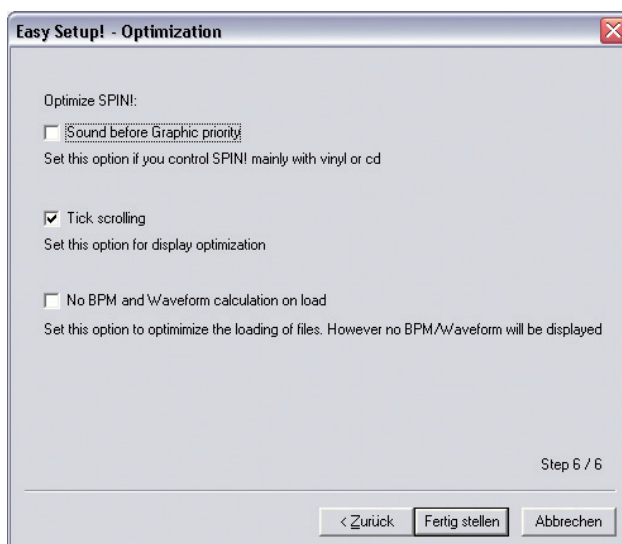 Easy Setup! - Optimization
Optimize SPIN!:
Sound before Graphic priority
Set this option if you control SPIN! mainly with vinyl or cd
Tick scrolling
Set this option for display optimization
No BPM and Waveform calculation on load
Set this option to optimimize the loading of files. However no BPM/Waveform will be displayed
Step 6 / 6
< Zurück Fertig stellen Abbrechen